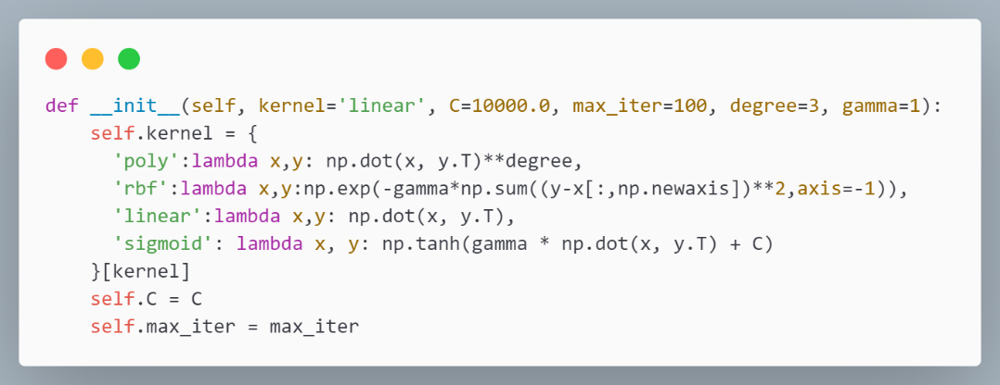 def __init__(self, kernel='linear', C=10000.0, max_iter=100, degree=3, gamma=1):
    self.kernel = {
      'poly':lambda x,y: np.dot(x, y.T)**degree,
      'rbf':lambda x,y:np.exp(-gamma*np.sum((y-x[:,np.newaxis])**2,axis=-1)),
      'linear':lambda x,y: np.dot(x, y.T),
      'sigmoid': lambda x, y: np.tanh(gamma * np.dot(x, y.T) + C)
    }[kernel]
    self.C = C
    self.max_iter = max_iter